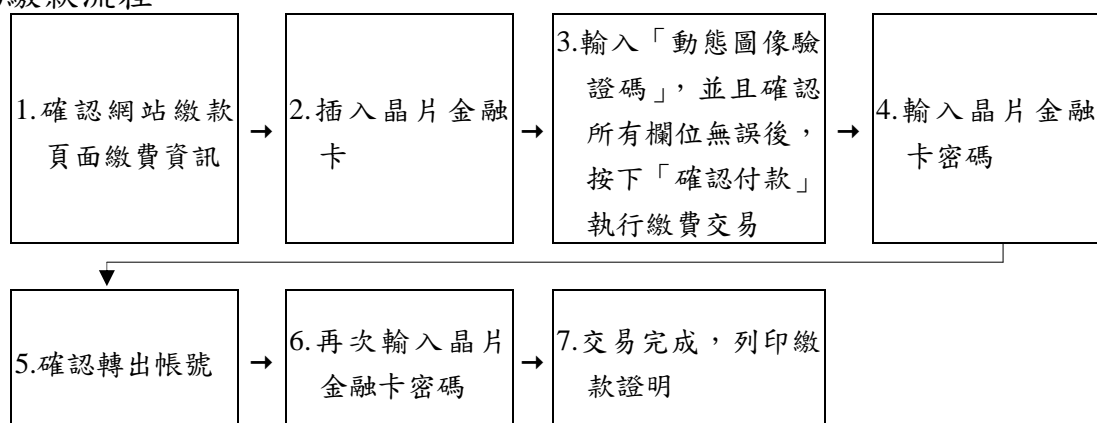 繳款流程
1.確認網站繳款
頁面繳費資訊
→
2.插入晶片金融
卡
→
3.輸入「動態圖像驗
證碼」，並且確認
所有欄位無誤後，
按下「確認付款」
執行繳費交易
→
4.輸入晶片金融
卡密碼
5.確認轉出帳號
→
6.再次輸入晶片
金融卡密碼
→
7.交易完成，列印繳
款證明